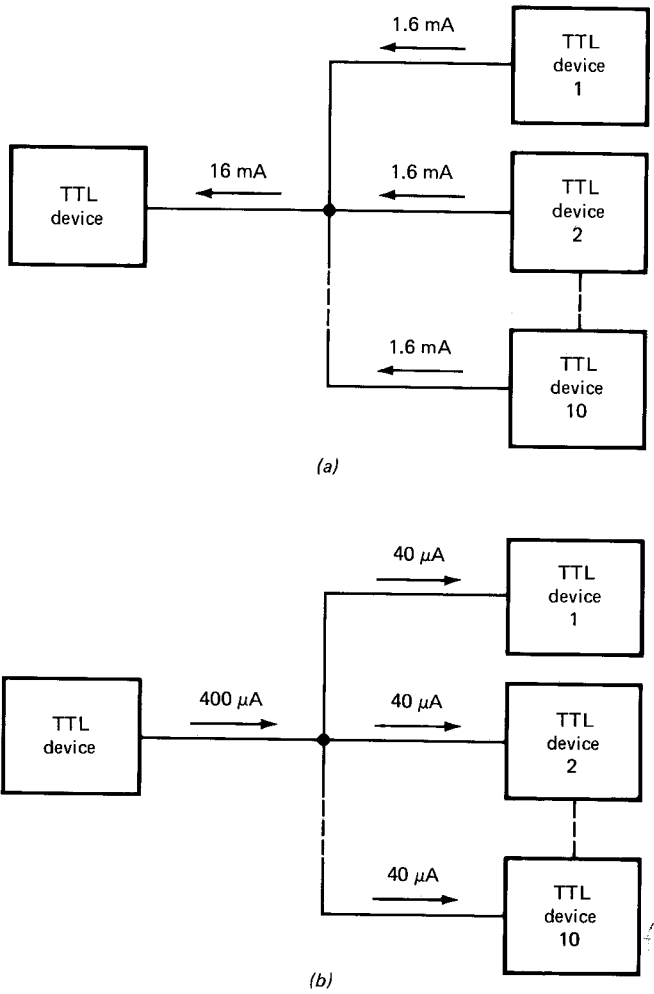 1.6 mA
TTL
device
1
16 mA
1.6 mA
TTL
device
TTL
device
2
1.6 mA
TTL
device
10
(a)
40 μA
TTL
device
1
400 μA
40 μA
TTL
device
TTL
device
2
40 μA
TTL
device
10
(b)